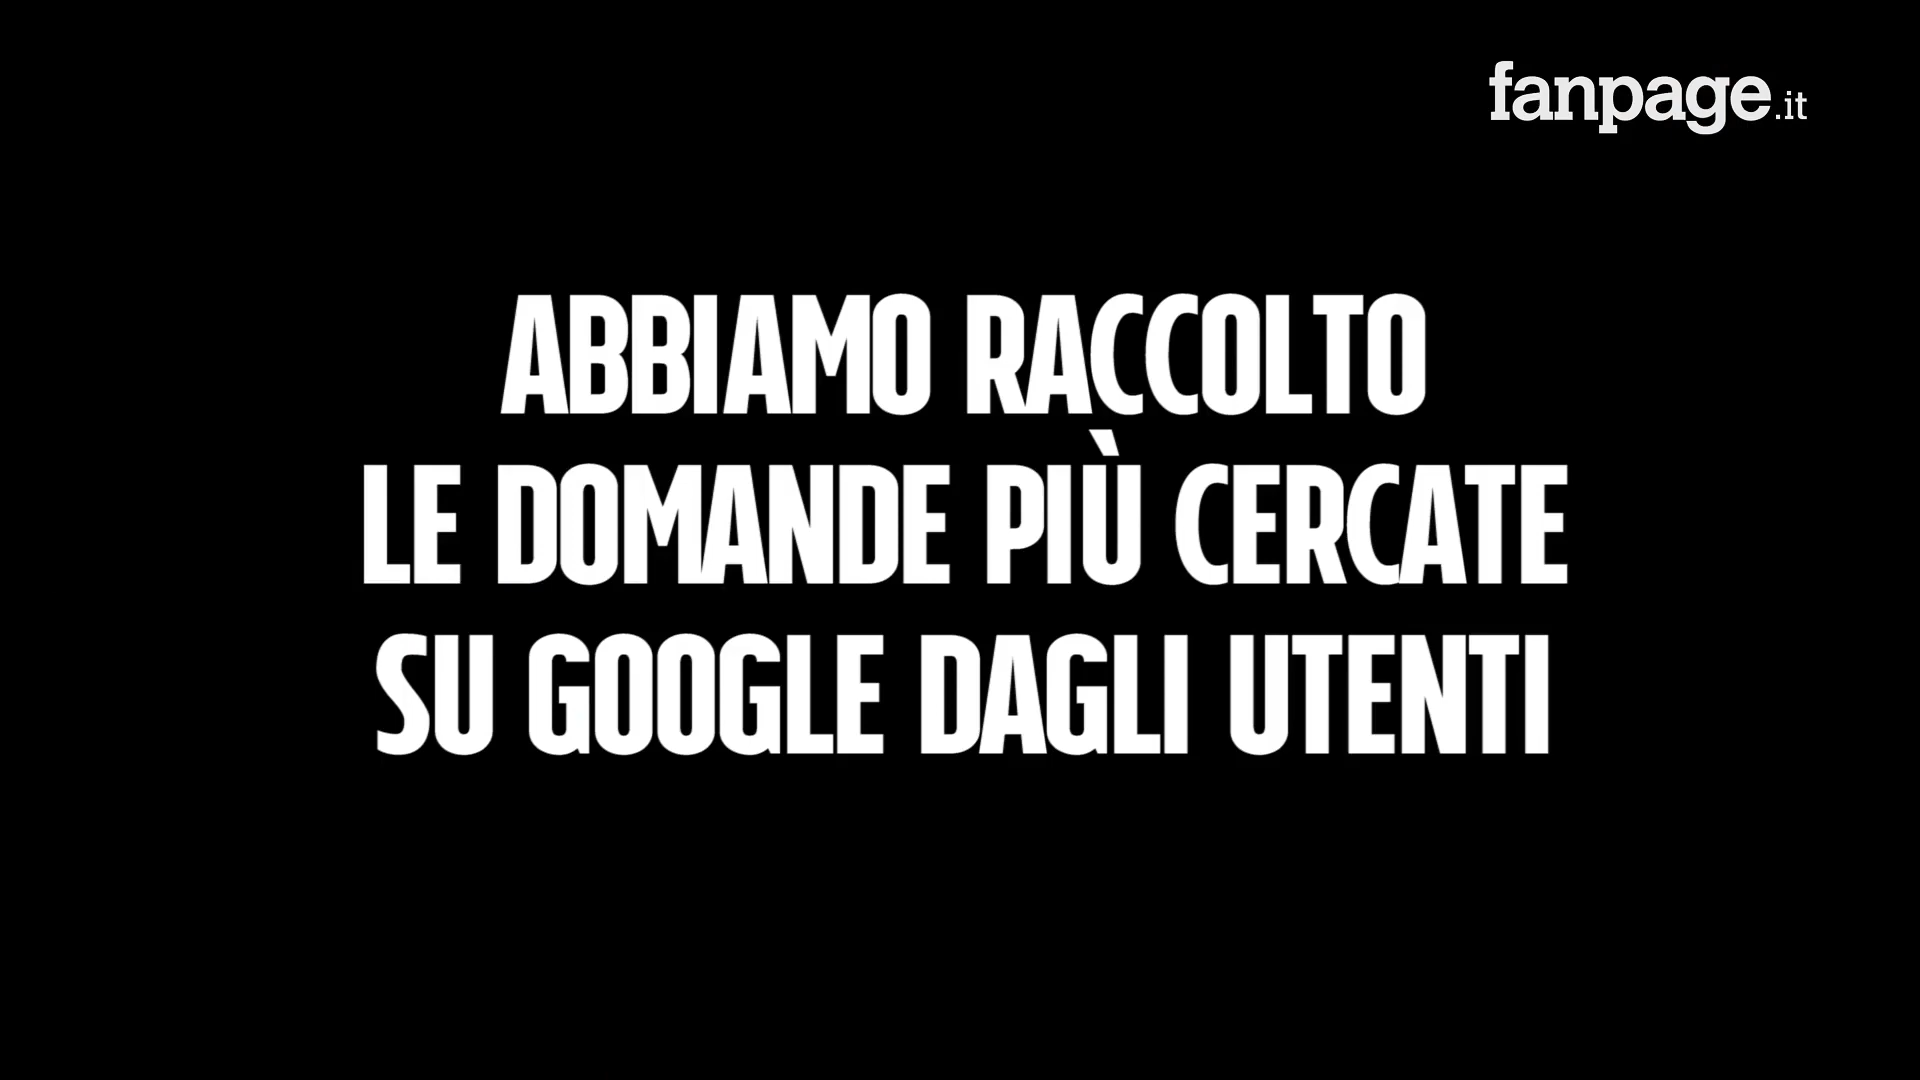 fanpage.it
ABBIAMO RACCOLTO
LE DOMANDE PIÙ CERCATE
SU GOOGLE DAGLI UTENTI